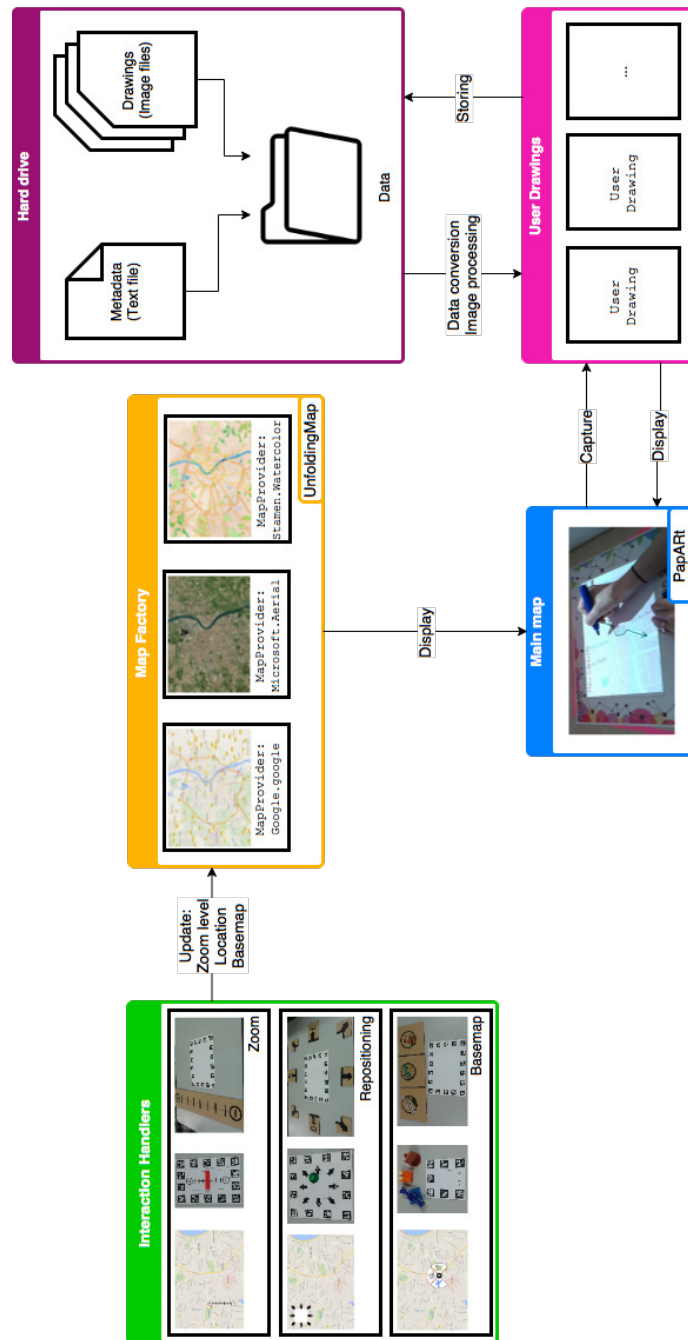 Interaction Handlers
Zoom
Repositioning
Basemap
Update:
Zoom level
Location
Basemap
Map Factory
MapProvider:
Google.google
MapProvider:
Microsoft.Aerial
MapProvider:
Stamen.Watercolor
UnfoldingMap
Display
Main map
PapARt
Capture
Display
Hard drive
Metadata
(Text file)
Drawings
(Image files)
Data
Data conversion
Image processing
Storing
User Drawings
User
Drawing
User
Drawing
...